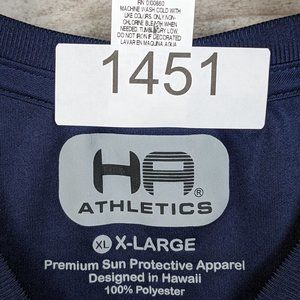 RN 0100860
MACHINE WASH COLD WITH
LIKE COLORS. ONLY NON-
CHLORINE BLEACH WHEN
NEEDED. TUMBLE DRY LOW.
DO NOT IRON IF DECORATED
LAVAR EN MAQUINA, AGUA
1451
HA®
ATHLETICS
XL X-LARGE
Premium Sun Protective Apparel
Designed in Hawaii
100% Polyester